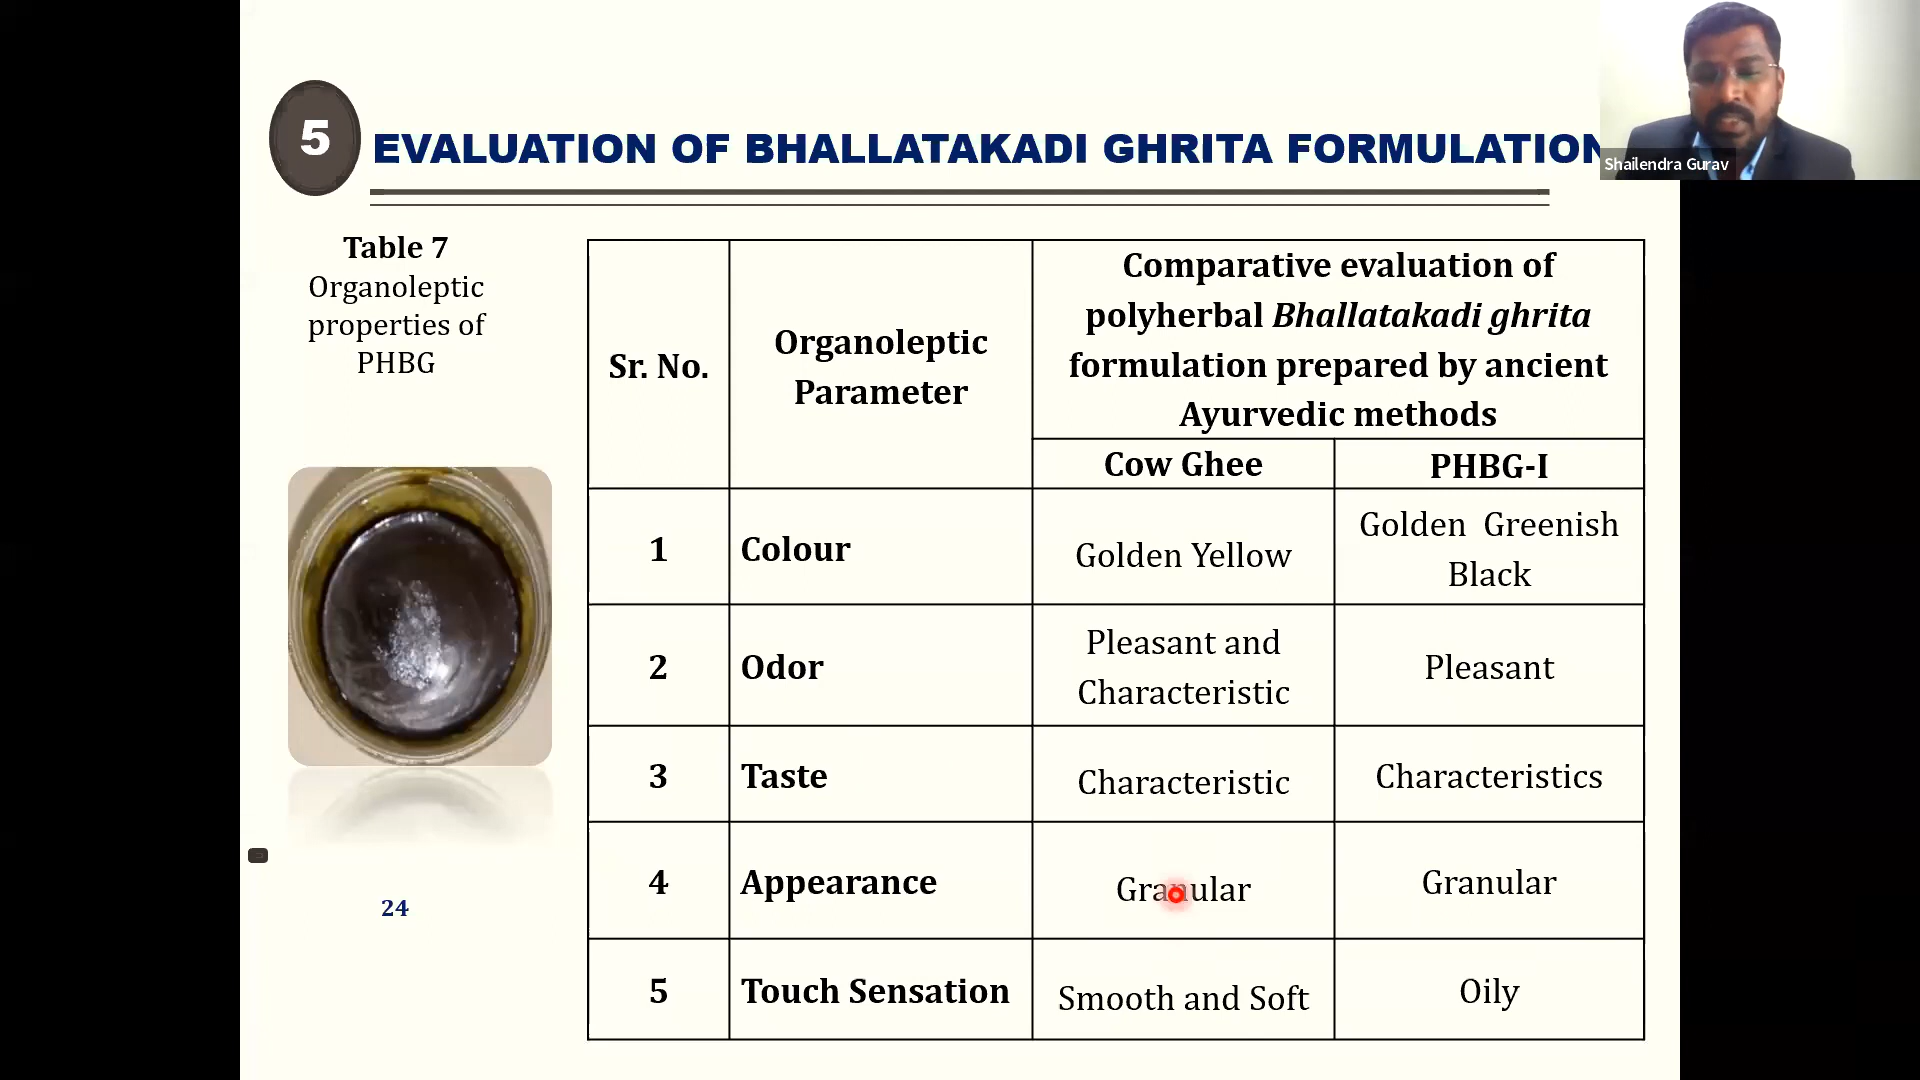 5
EVALUATION OF BHALLATAKADI GHRITA FORMULATION
Shailendra Gurav
Table 7
Organoleptic
properties of
PHBG
Sr. No.
Organoleptic
Parameter
Comparative evaluation of
polyherbal Bhallatakadi ghrita
formulation prepared by ancient
Ayurvedic methods
Cow Ghee
PHBG-I
1
Colour
Golden Yellow
Golden Greenish
Black
2
Odor
Pleasant and
Characteristic
Pleasant
3
Taste
Characteristic
Characteristics
4
Appearance
Granular
Granular
5
Touch Sensation
Smooth and Soft
Oily
24